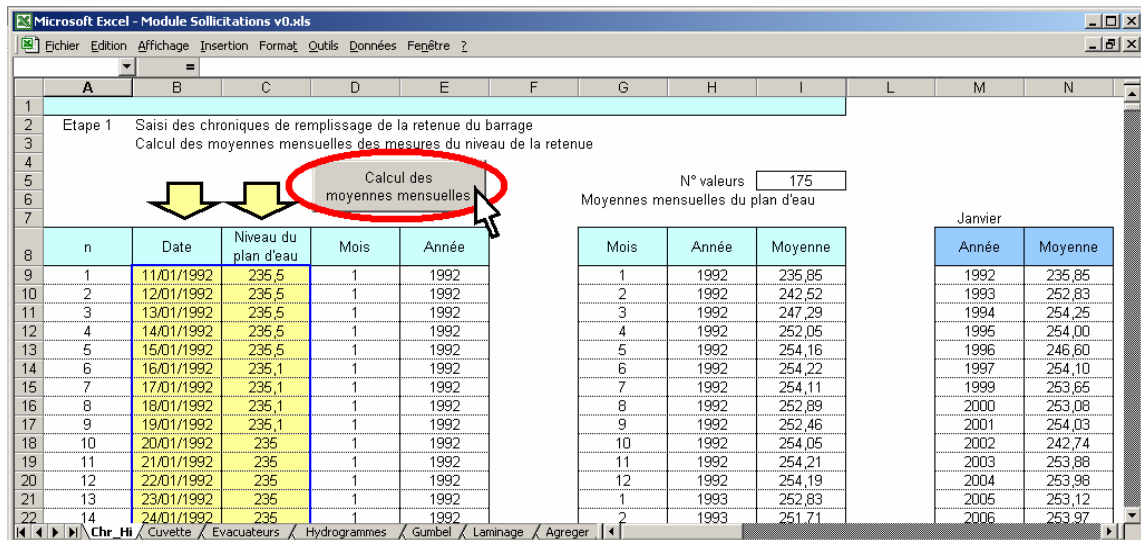 Microsoft Excel - Module Sollicitations v0.xls
Fichier Edition Affichage Insertion Format Outils Données Fenêtre ?
=
A B C D E F G H I L M N
1
2 Etape 1 Saisi des chroniques de remplissage de la retenue du barrage
3 Calcul des moyennes mensuelles des mesures du niveau de la retenue
4
Calcul des
moyennes mensuelles
5 N° valeurs 175
6 Moyennes mensuelles du plan d'eau
7 Janvier
8 n Date Niveau du plan d'eau Mois Année Mois Année Moyenne Année Moyenne
9 1 11/01/1992 235,5 1 1992 1 1992 235,85 1992 235,85
10 2 12/01/1992 235,5 1 1992 2 1992 242,52 1993 252,83
11 3 13/01/1992 235,5 1 1992 3 1992 247,29 1994 254,25
12 4 14/01/1992 235,5 1 1992 4 1992 252,05 1995 254,00
13 5 15/01/1992 235,5 1 1992 5 1992 254,16 1996 246,60
14 6 16/01/1992 235,1 1 1992 6 1992 254,22 1997 254,10
15 7 17/01/1992 235,1 1 1992 7 1992 254,11 1999 253,65
16 8 18/01/1992 235,1 1 1992 8 1992 252,89 2000 253,08
17 9 19/01/1992 235,1 1 1992 9 1992 252,46 2001 254,03
18 10 20/01/1992 235 1 1992 10 1992 254,05 2002 242,74
19 11 21/01/1992 235 1 1992 11 1992 254,21 2003 253,88
20 12 22/01/1992 235 1 1992 12 1992 254,19 2004 253,98
21 13 23/01/1992 235 1 1992 1 1993 252,83 2005 253,12
22 14 24/01/1992 235 1 1992 2 1993 251,71 2006 253,97
Chr_Hi Cuvette Evacuateurs Hydrogrammes Gumbel Laminage Agreger